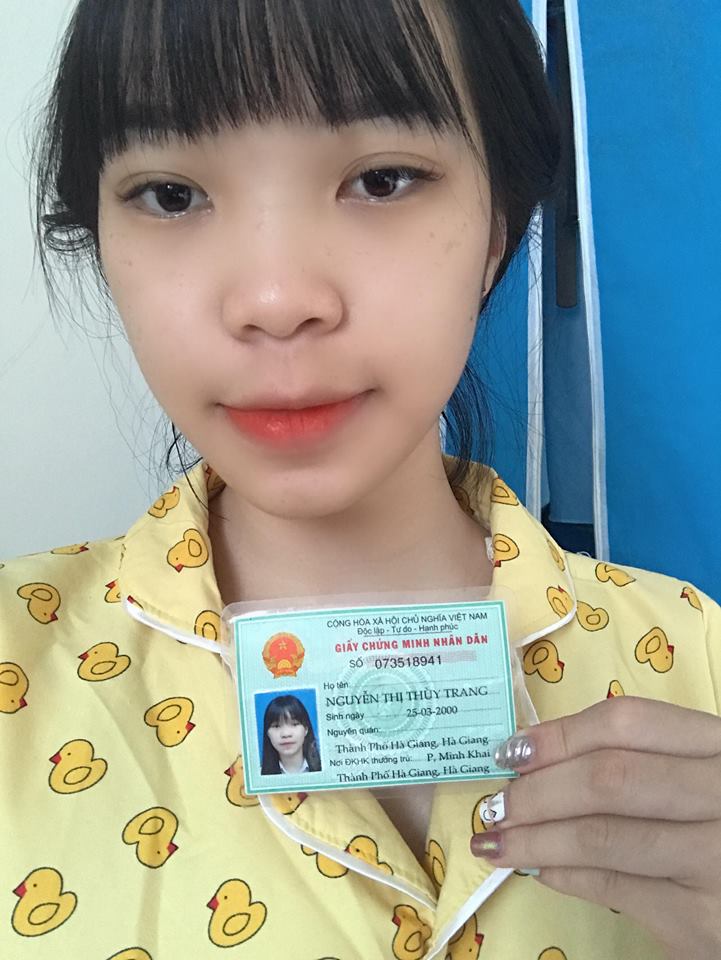 CỘNG HÒA XÃ HỘI CHỦ NGHĨA VIỆT NAM
Độc lập - Tự do - Hạnh phúc
GIẤY CHỨNG MINH NHÂN DÂN
SỐ 073518941
Họ tên
NGUYỄN THỊ THÙY TRANG
Sinh ngày 25-03-2000
Nguyên quán:
Thành Phố Hà Giang, Hà Giang
Nơi ĐKHK thường trú: P, Minh Khai
Thành Phố Hà Giang, Hà Giang